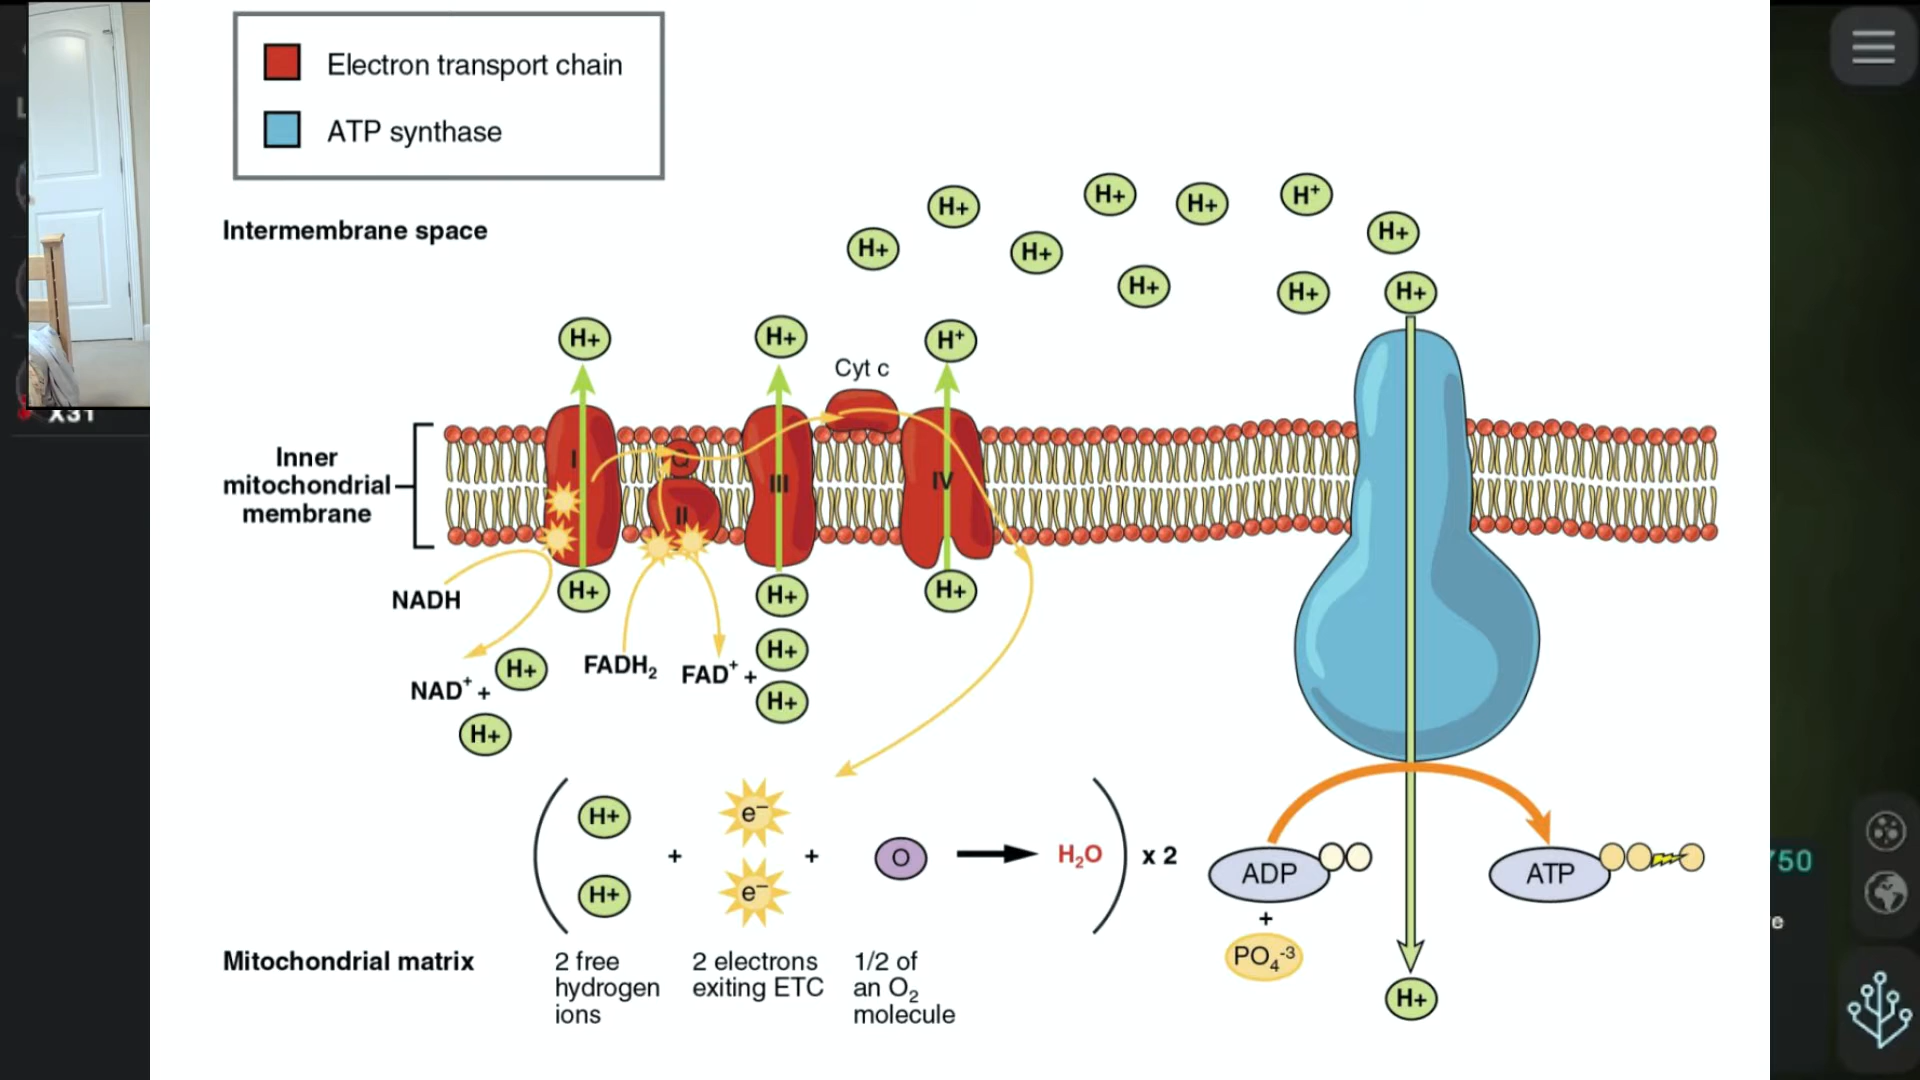 Electron transport chain
ATP synthase
Intermembrane space
H+
H+
H+
H+
H+
H+
H+
H+
H+
H+
H+
H+
H⁺
Cyt c
X31
Inner
mitochondrial
membrane
I
Q
II
III
IV
NADH
H+
H+
H+
NAD⁺ +
H+
H+
FADH₂
FAD⁺ +
H+
H+
H+
H+
+
e⁻
e⁻
+
O
H₂O
x 2
ADP
+
PO₄⁻³
ATP
750
e
Mitochondrial matrix
2 free
hydrogen
ions
2 electrons
exiting ETC
1/2 of
an O₂
molecule
H+